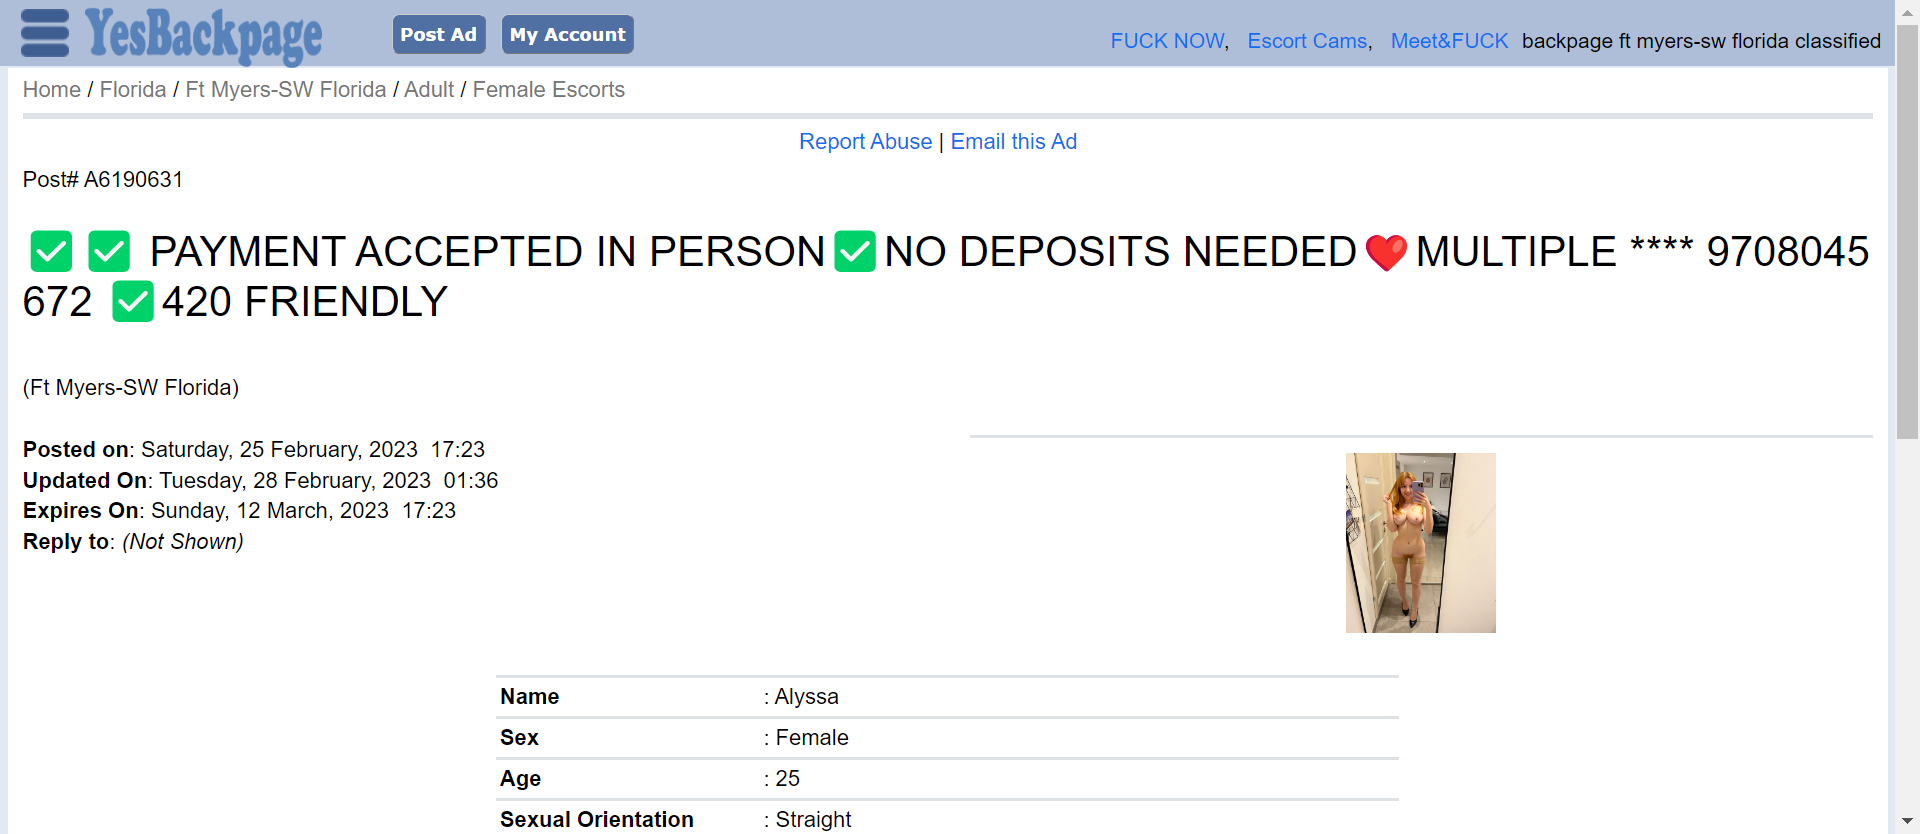 YesBackpage
Post Ad
My Account
FUCK NOW, Escort Cams, Meet&FUCK backpage ft myers-sw florida classified
Home / Florida / Ft Myers-SW Florida / Adult / Female Escorts
Report Abuse | Email this Ad
Post# A6190631
✅ ✅ PAYMENT ACCEPTED IN PERSON✅NO DEPOSITS NEEDED❤️MULTIPLE **** 9708045
672 ✅420 FRIENDLY
(Ft Myers-SW Florida)
Posted on: Saturday, 25 February, 2023 17:23
Updated On: Tuesday, 28 February, 2023 01:36
Expires On: Sunday, 12 March, 2023 17:23
Reply to: (Not Shown)
Name : Alyssa
Sex : Female
Age : 25
Sexual Orientation : Straight